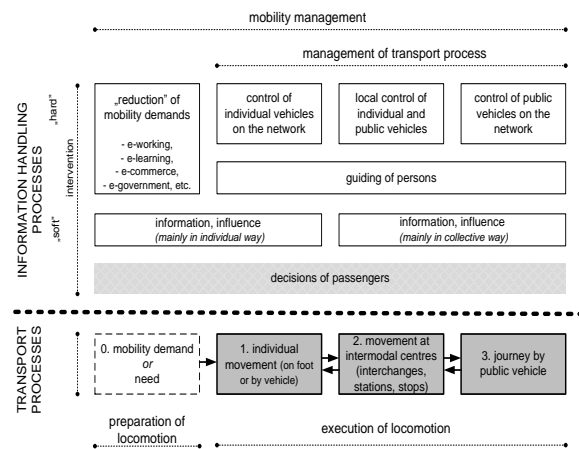 mobility management
management of transport process
INFORMATION HANDLING
PROCESSES
„soft" „hard"
intervention
„reduction" of
mobility demands
- e-working,
- e-learning,
- e-commerce,
- e-government, etc.
control of
individual vehicles
on the network
local control of
individual and
public vehicles
control of public
vehicles on the
network
guiding of persons
information, influence
(mainly in individual way)
information, influence
(mainly in collective way)
decisions of passengers
TRANSPORT
PROCESSES
0. mobility demand
or
need
1. individual
movement (on foot
or by vehicle)
2. movement at
intermodal centres
(interchanges,
stations, stops)
3. journey by
public vehicle
preparation of
locomotion
execution of locomotion